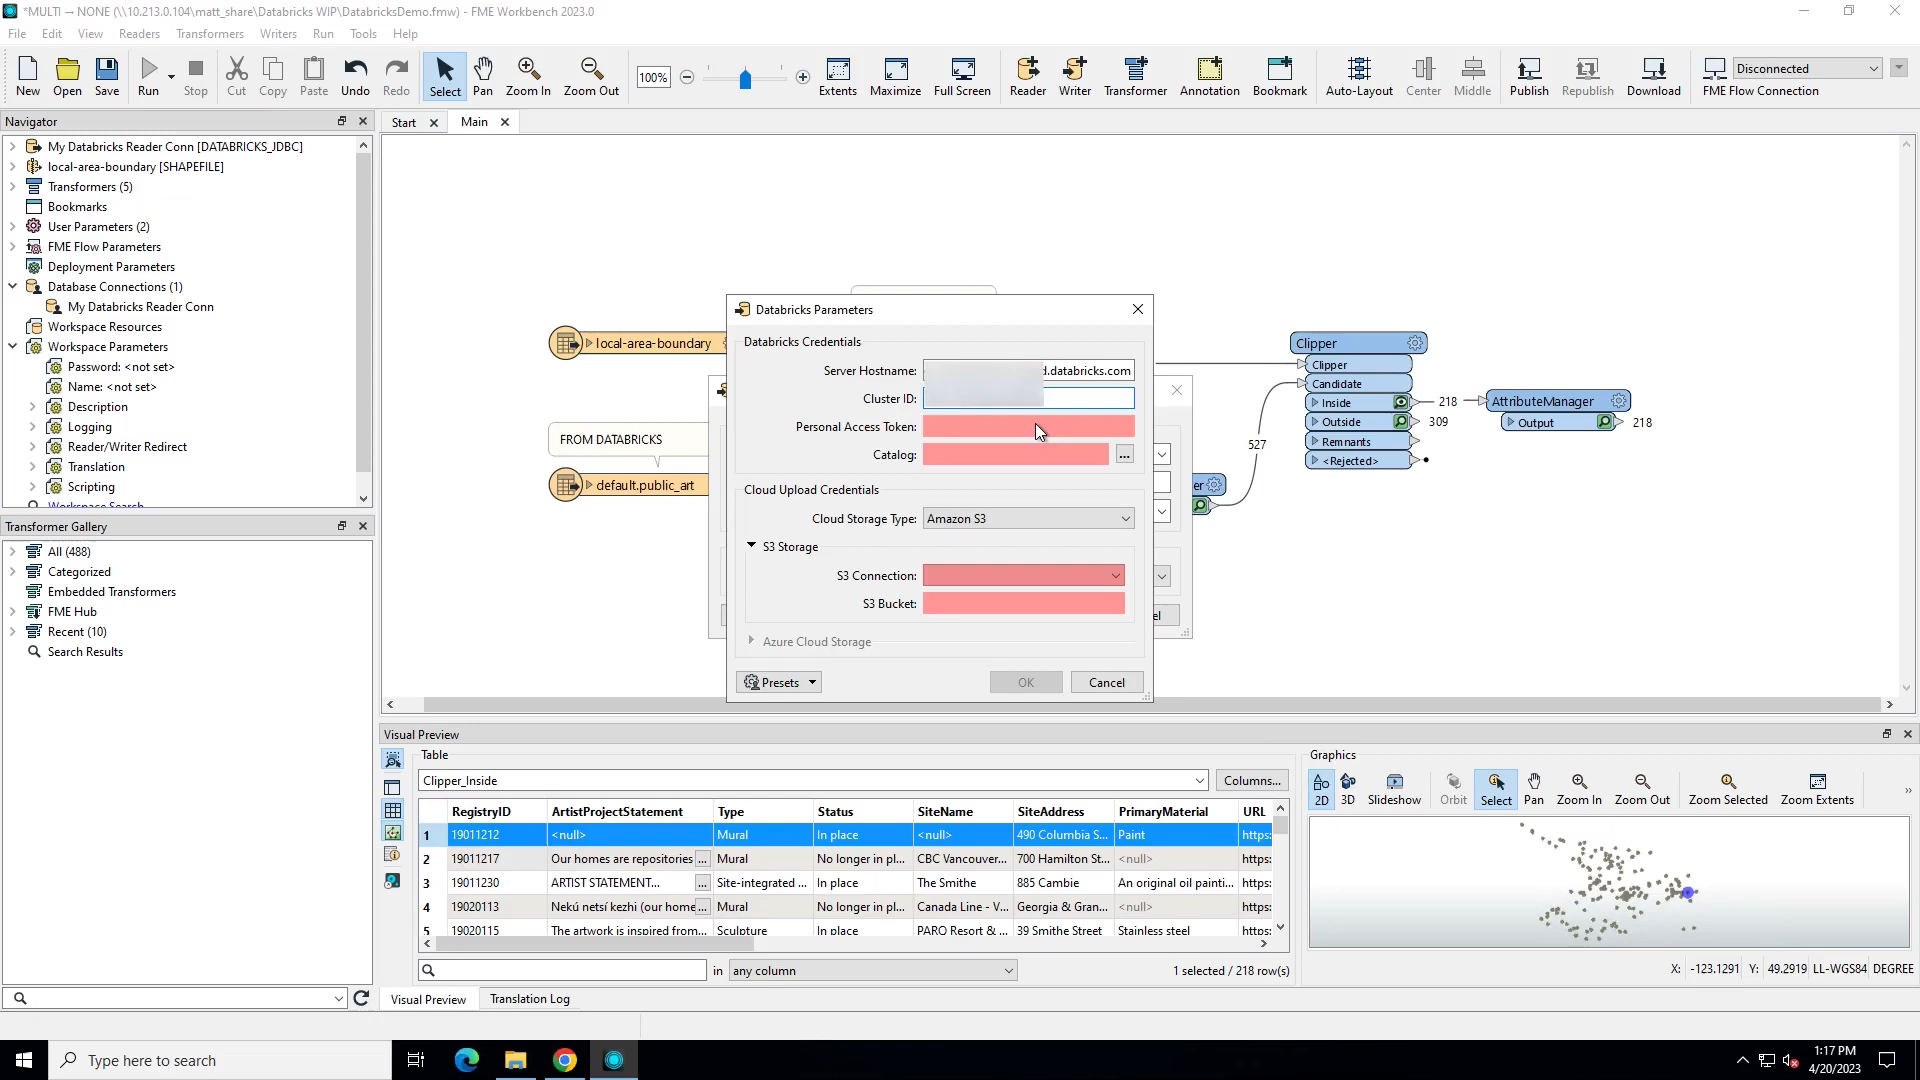 *MULTI → NONE (\\10.213.0.104\matt_share\Databricks WIP\DatabricksDemo.fmw) - FME Workbench 2023.0
File Edit View Readers Transformers Writers Run Tools Help
New Open Save Run Stop Cut Copy Paste Undo Redo Select Pan Zoom In Zoom Out 100% Extents Maximize Full Screen Reader Writer Transformer Annotation Bookmark Auto-Layout Center Middle Publish Republish Download Disconnected
FME Flow Connection
Navigator
My Databricks Reader Conn [DATABRICKS_JDBC]
local-area-boundary [SHAPEFILE]
Transformers (5)
Bookmarks
User Parameters (2)
FME Flow Parameters
Deployment Parameters
Database Connections (1)
My Databricks Reader Conn
Workspace Resources
Workspace Parameters
Password: <not set>
Name: <not set>
Description
Logging
Reader/Writer Redirect
Translation
Scripting
Workspace Search
Transformer Gallery
All (488)
Categorized
Embedded Transformers
FME Hub
Recent (10)
Search Results
Start Main
local-area-boundary
FROM DATABRICKS
default.public_art
Databricks Parameters
Databricks Credentials
Server Hostname: d.databricks.com
Cluster ID:
Personal Access Token:
Catalog: ...
Cloud Upload Credentials
Cloud Storage Type: Amazon S3
S3 Storage
S3 Connection:
S3 Bucket:
Azure Cloud Storage
Presets OK Cancel
er
el
527
Clipper
Clipper
Candidate
Inside 218
Outside 309
Remnants
<Rejected>
AttributeManager
Output 218
Visual Preview
Table
Clipper_Inside Columns...
RegistryID ArtistProjectStatement Type Status SiteName SiteAddress PrimaryMaterial URL
1 19011212 <null> Mural In place <null> 490 Columbia S... Paint https:
2 19011217 Our homes are repositories ... Mural No longer in pl... CBC Vancouver... 700 Hamilton St... <null> https:
3 19011230 ARTIST STATEMENT... ... Site-integrated ... In place The Smithe 885 Cambie An original oil painti... https:
4 19020113 Nekú netsí kezhi (our home ... Mural No longer in pl... Canada Line - V... Georgia & Gran... <null> https:
5 19020115 The artwork is inspired from... Sculpture In place PARQ Resort & ... 39 Smithe Street Stainless steel https:
in any column 1 selected / 218 row(s)
Graphics
2D 3D Slideshow Orbit Select Pan Zoom In Zoom Out Zoom Selected Zoom Extents »
X: -123.1291 Y: 49.2919 LL-WGS84 DEGREE
Visual Preview Translation Log
Type here to search
1:17 PM
4/20/2023